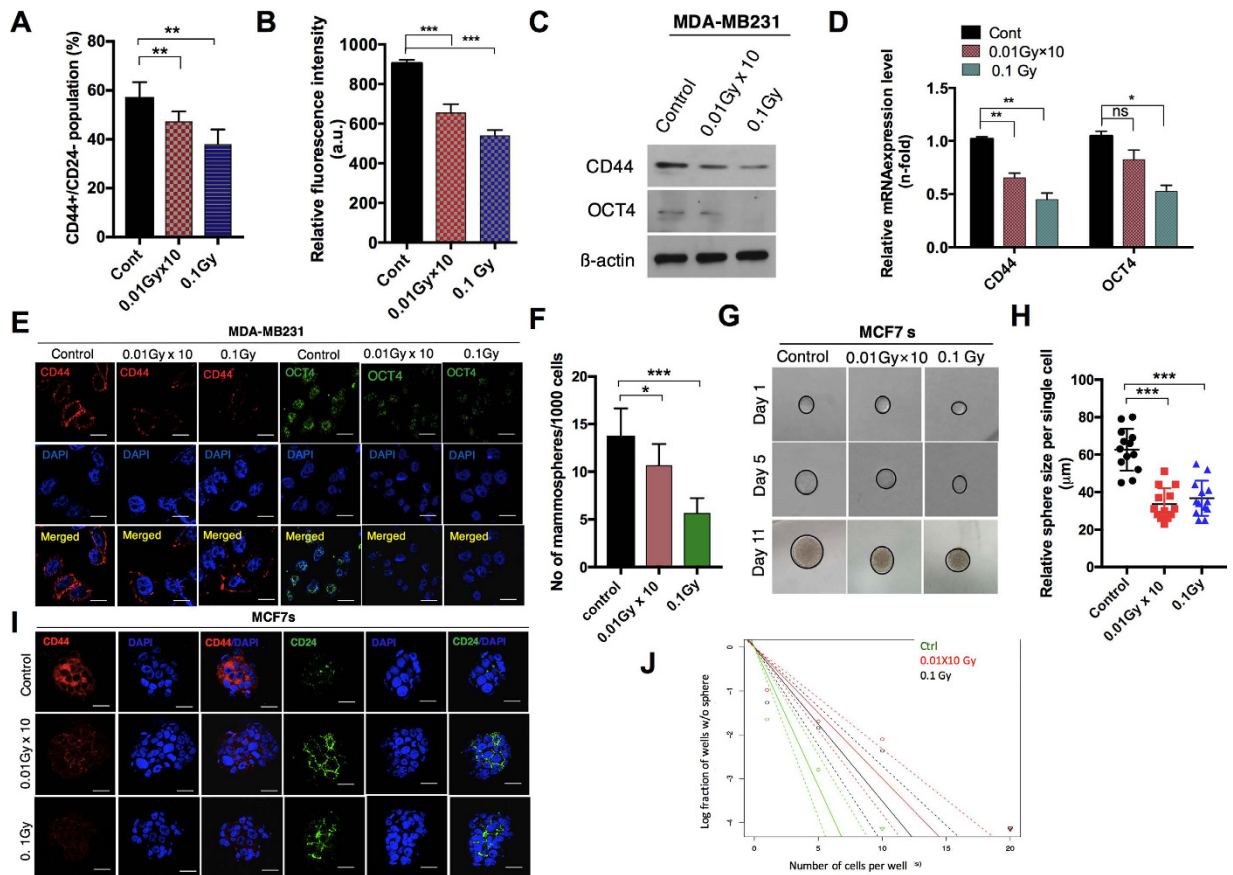 A
CD44+/CD24- population (%)
80
60
40
20
0
**
**
Cont
0.01Gy×10
0.1Gy
B
Relative fluorescence intensity
(a.u.)
1000
800
600
400
200
0
***
***
Cont
0.01Gy×10
0.1 Gy
C
MDA-MB231
Control
0.01Gy x 10
0.1Gy
CD44
OCT4
ß-actin
D
Cont
0.01Gy×10
0.1 Gy
Relative mRNAexpression level
(n-fold)
1.0
0.5
0.0
**
**
*
ns
CD44
OCT4
E
MDA-MB231
Control
0.01Gy x 10
0.1Gy
Control
0.01Gy x 10
0.1Gy
CD44
CD44
CD44
OCT4
OCT4
OCT4
DAPI
DAPI
DAPI
DAPI
DAPI
DAPI
Merged
Merged
Merged
Merged
Merged
Merged
F
No of mammospheres/1000 cells
20
15
10
5
0
***
*
control
0.01Gy x 10
0.1Gy
G
MCF7 s
Control
0.01Gy×10
0.1 Gy
Day 1
Day 5
Day 11
H
Relative sphere size per single cell
(µm)
100
80
60
40
20
0
***
***
Control
0.01Gy x 10
0.1Gy
I
MCF7s
CD44
DAPI
CD44/DAPI
CD24
DAPI
CD24/DAPI
Control
0.01Gy x 10
0. 1Gy
J
Ctrl
0.01X10 Gy
0.1 Gy
Log fraction of wells w/o sphere
0
-1
-2
-3
-4
0
5
10
15
20
Number of cells per well
s)